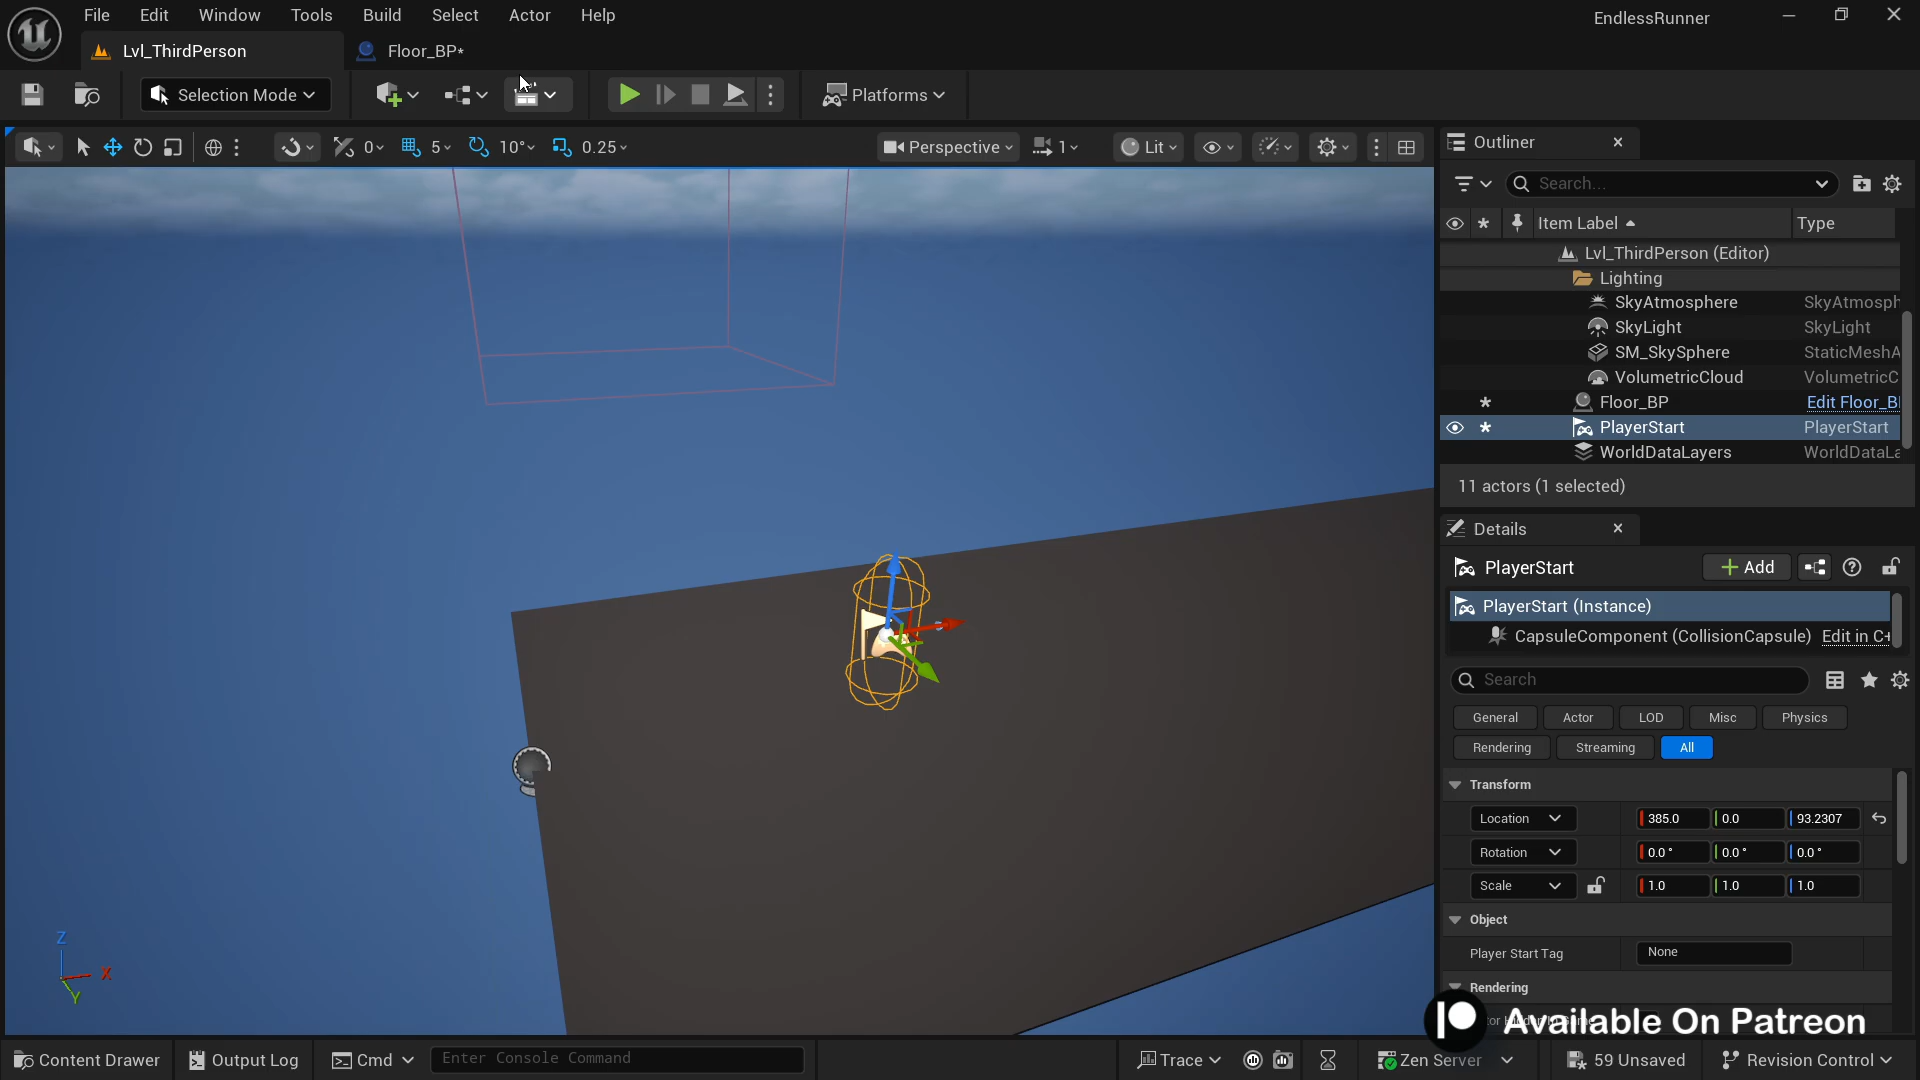 File Edit Window Tools Build Select Actor Help
EndlessRunner
Lvl_ThirdPerson
Floor_BP*
Selection Mode
Platforms
0
5
10°
0.25
Perspective
1
Lit
Outliner
Search...
Item Label
Type
Lvl_ThirdPerson (Editor)
Lighting
SkyAtmosphere SkyAtmosph
SkyLight SkyLight
SM_SkySphere StaticMeshA
VolumetricCloud VolumetricC
Floor_BP Edit Floor_B
PlayerStart PlayerStart
WorldDataLayers WorldDataLa
11 actors (1 selected)
Details
PlayerStart
Add
PlayerStart (Instance)
CapsuleComponent (CollisionCapsule) Edit in C+
Search
General Actor LOD Misc Physics
Rendering Streaming All
Transform
Location 385.0 0.0 93.2307
Rotation 0.0° 0.0° 0.0°
Scale 1.0 1.0 1.0
Object
Player Start Tag None
Rendering
Available On Patreon
Z
X
Y
Content Drawer
Output Log
Cmd
Enter Console Command
Trace
Zen Server
59 Unsaved
Revision Control